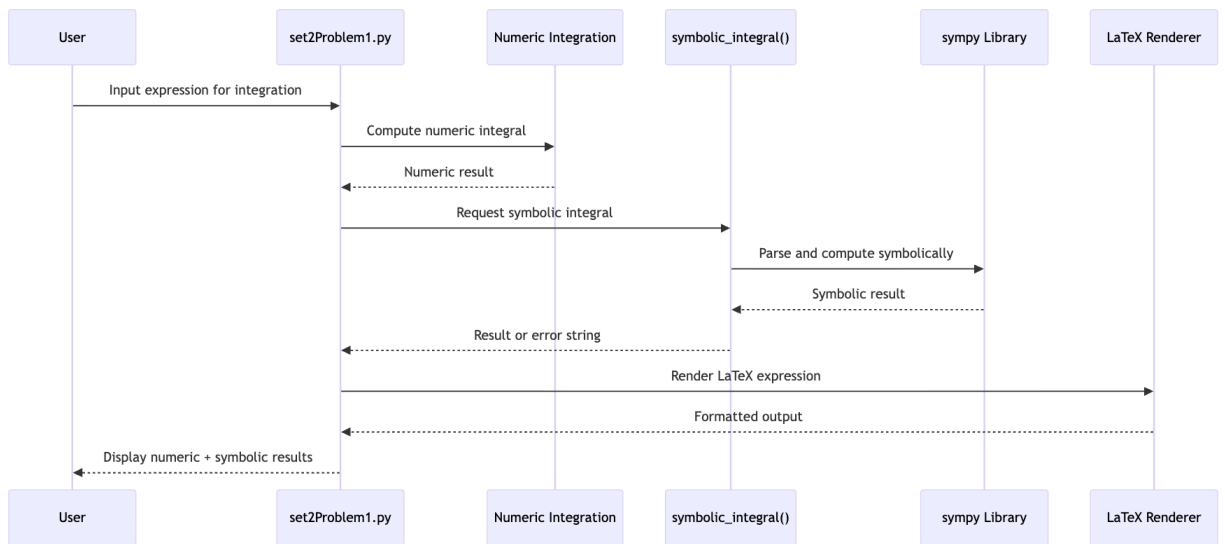 User
set2Problem1.py
Numeric Integration
symbolic_integral()
sympy Library
LaTeX Renderer
Input expression for integration
Compute numeric integral
Numeric result
Request symbolic integral
Parse and compute symbolically
Symbolic result
Result or error string
Render LaTeX expression
Formatted output
Display numeric + symbolic results
User
set2Problem1.py
Numeric Integration
symbolic_integral()
sympy Library
LaTeX Renderer